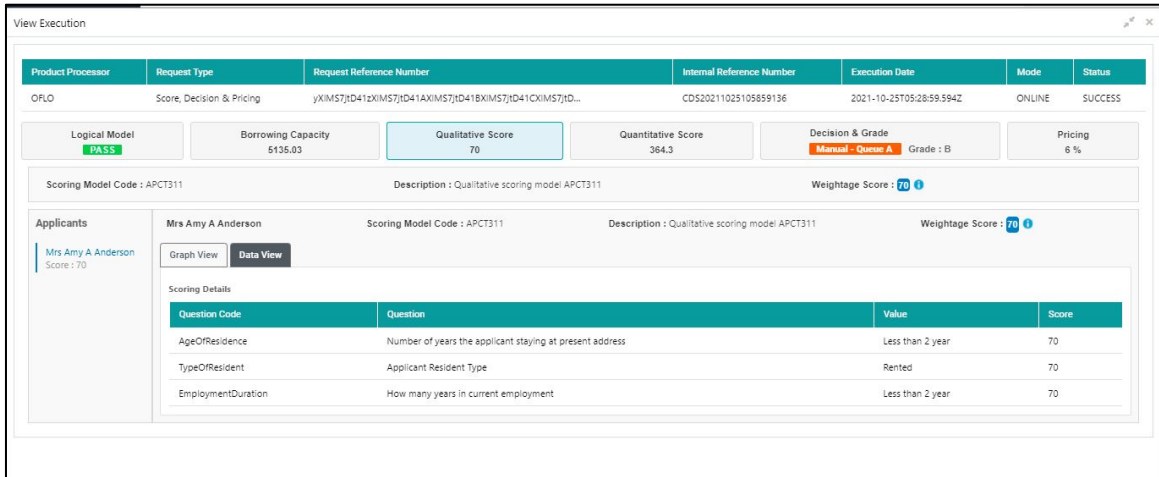 View Execution
Product Processor Request Type Request Reference Number Internal Reference Number Execution Date Mode Status
OFLO Score, Decision & Pricing yXIMS7jtD41zXIMS7jtD41AXIMS7jtD41BXIMS7jtD41CXIMS7jtD... CDS20211025105859136 2021-10-25T05:28:59.594Z ONLINE SUCCESS
Logical Model Borrowing Capacity Qualitative Score Quantitative Score Decision & Grade Pricing
PASS 5135.03 70 364.3 Manual - Queue A Grade : B 6 %
Scoring Model Code : APCT311 Description : Qualitative scoring model APCT311 Weightage Score : 70
Applicants Mrs Amy A Anderson Scoring Model Code : APCT311 Description : Qualitative scoring model APCT311 Weightage Score : 70
Mrs Amy A Anderson
Score : 70
Graph View Data View
Scoring Details
Question Code Question Value Score
AgeOfResidence Number of years the applicant staying at present address Less than 2 year 70
TypeOfResident Applicant Resident Type Rented 70
EmploymentDuration How many years in current employment Less than 2 year 70